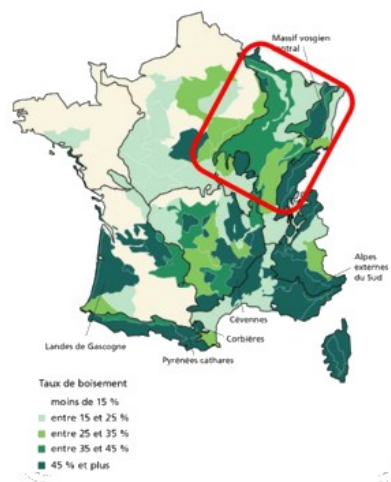 Massif vosgien
central
Alpes
externes
du Sud
Cévennes
Corbières
Landes de Gascogne
Pyrénées cathares
Taux de boisement
moins de 15 %
entre 15 et 25 %
entre 25 et 35 %
entre 35 et 45 %
45 % et plus